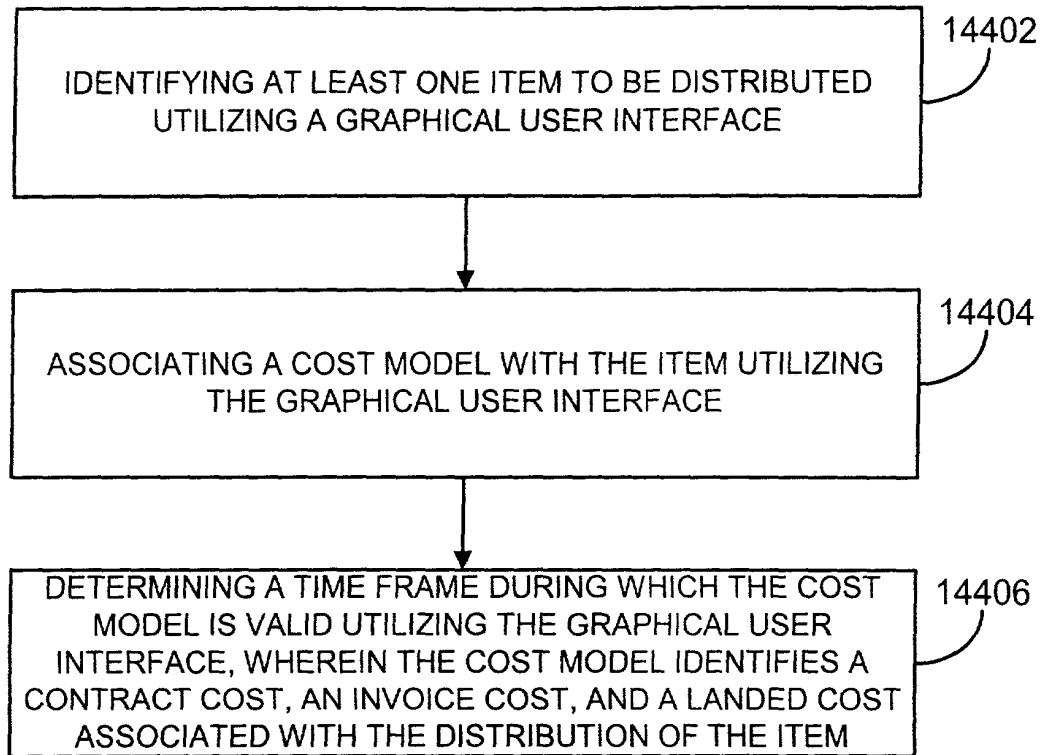 14402
IDENTIFYING AT LEAST ONE ITEM TO BE DISTRIBUTED
UTILIZING A GRAPHICAL USER INTERFACE
14404
ASSOCIATING A COST MODEL WITH THE ITEM UTILIZING
THE GRAPHICAL USER INTERFACE
14406
DETERMINING A TIME FRAME DURING WHICH THE COST
MODEL IS VALID UTILIZING THE GRAPHICAL USER
INTERFACE, WHEREIN THE COST MODEL IDENTIFIES A
CONTRACT COST, AN INVOICE COST, AND A LANDED COST
ASSOCIATED WITH THE DISTRIBUTION OF THE ITEM